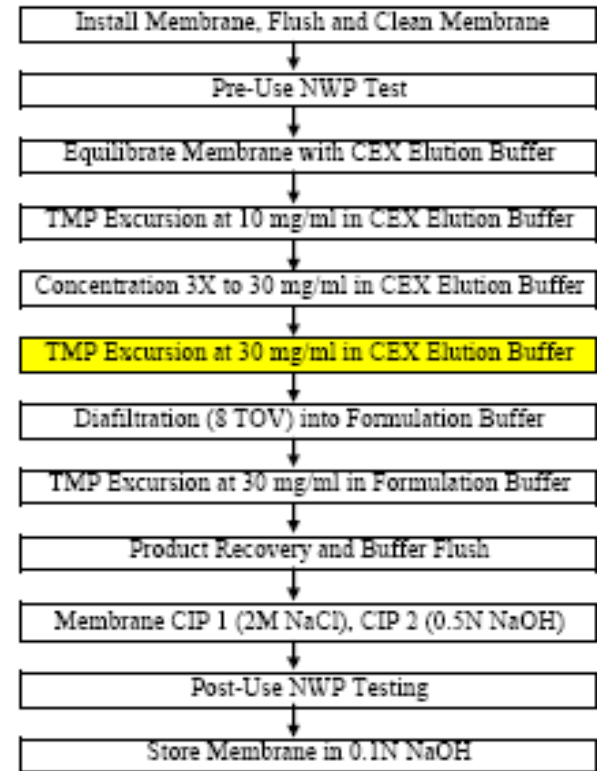 Install Membrane, Flush and Clean Membrane
Pre-Use NWP Test
Equilibrate Membrane with CEX Elution Buffer
TMP Excursion at 10 mg/ml in CEX Elution Buffer
Concentration 3X to 30 mg/ml in CEX Elution Buffer
TMP Excursion at 30 mg/ml in CEX Elution Buffer
Diafiltration (8 TOV) into Formulation Buffer
TMP Excursion at 30 mg/ml in Formulation Buffer
Product Recovery and Buffer Flush
Membrane CIP 1 (2M NaCl), CIP 2 (0.5N NaOH)
Post-Use NWP Testing
Store Membrane in 0.1N NaOH